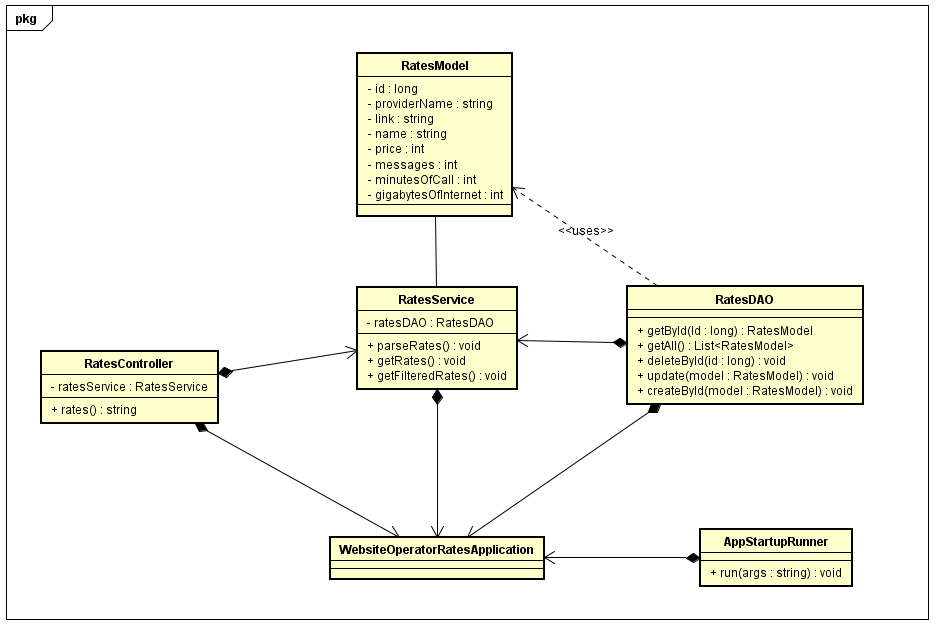 pkg
RatesModel
- id : long
- providerName : string
- link : string
- name : string
- price : int
- messages : int
- minutesOfCall : int
- gigabytesOfInternet : int
<<uses>>
RatesService
- ratesDAO : RatesDAO
+ parseRates() : void
+ getRates() : void
+ getFilteredRates() : void
RatesDAO
+ getById(Id : long) : RatesModel
+ getAll() : List<RatesModel>
+ deleteById(id : long) : void
+ update(model : RatesModel) : void
+ createById(model : RatesModel) : void
RatesController
- ratesService : RatesService
+ rates() : string
WebsiteOperatorRatesApplication
AppStartupRunner
+ run(args : string) : void